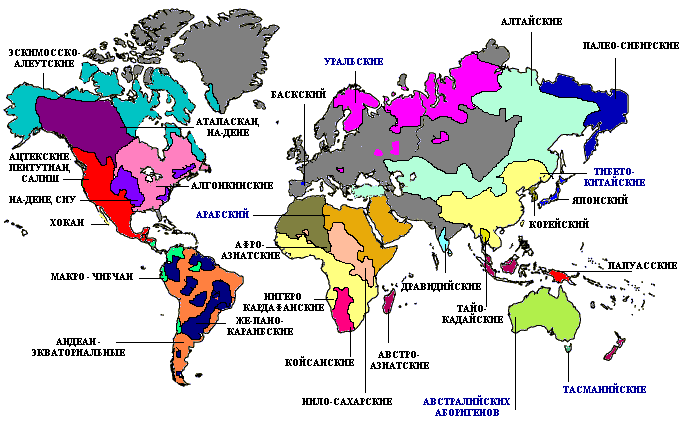 АЛТАЙСКИЕ
ЭСКИМОССКО-
АЛЕУТСКИЕ
ПАЛЕО-СИБИРСКИЕ
УРАЛЬСКИЕ
БАСКСКИЙ
АТАПАСКАН,
НА-ДЕНЕ
АЦТЕКСКИЕ
ПЕНТУТИАН,
САЛИШ
АЛГОНКИНСКИЕ
ТИБЕТО-
КИТАЙСКИЕ
НА-ДЕНЕ, СИУ
ЯПОНСКИЙ
АРАБСКИЙ
ХОКАН
КОРЕЙСКИЙ
АФРО-
АЗИАТСКИЕ
МАКРО - ЧИБЧАН
ПАПУАССКИЕ
ДРАВИДИЙСКИЕ
НИГЕРО
КАРДАФАНСКИЕ
ТАЙО-
КАДАЙСКИЕ
ЖЕ-ПАНО-
КАРАИБСКИЕ
АНДЕАН -
ЭКВАТОРИАЛЬНЫЕ
КОЙСАНСКИЕ
АВСТРО-
АЗИАТСКИЕ
ТАСМАНИЙСКИЕ
НИЛО-САХАРСКИЕ
АВСТРАЛИЙСКИХ
АБОРИГЕНОВ